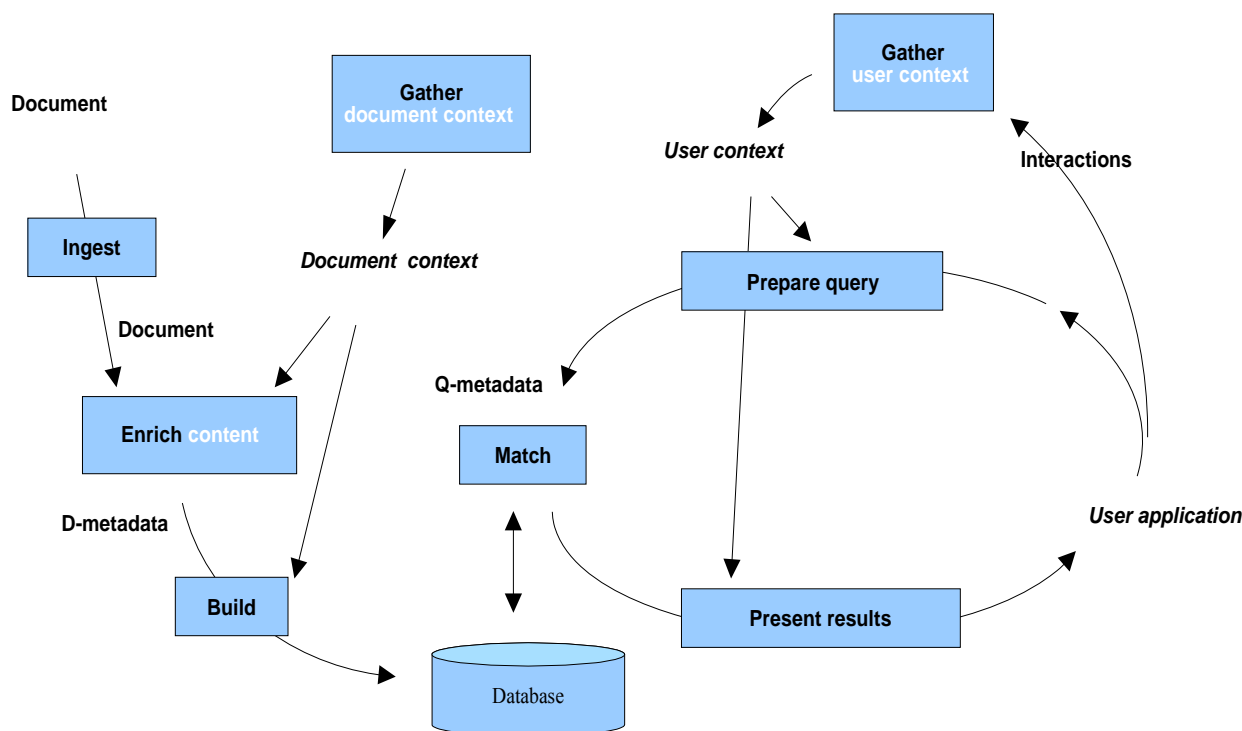 Document
Gather
document context
Gather
user context
User context
Interactions
Ingest
Document  context
Prepare query
Document
Q-metadata
Enrich content
Match
D-metadata
User application
Build
Present results
Database